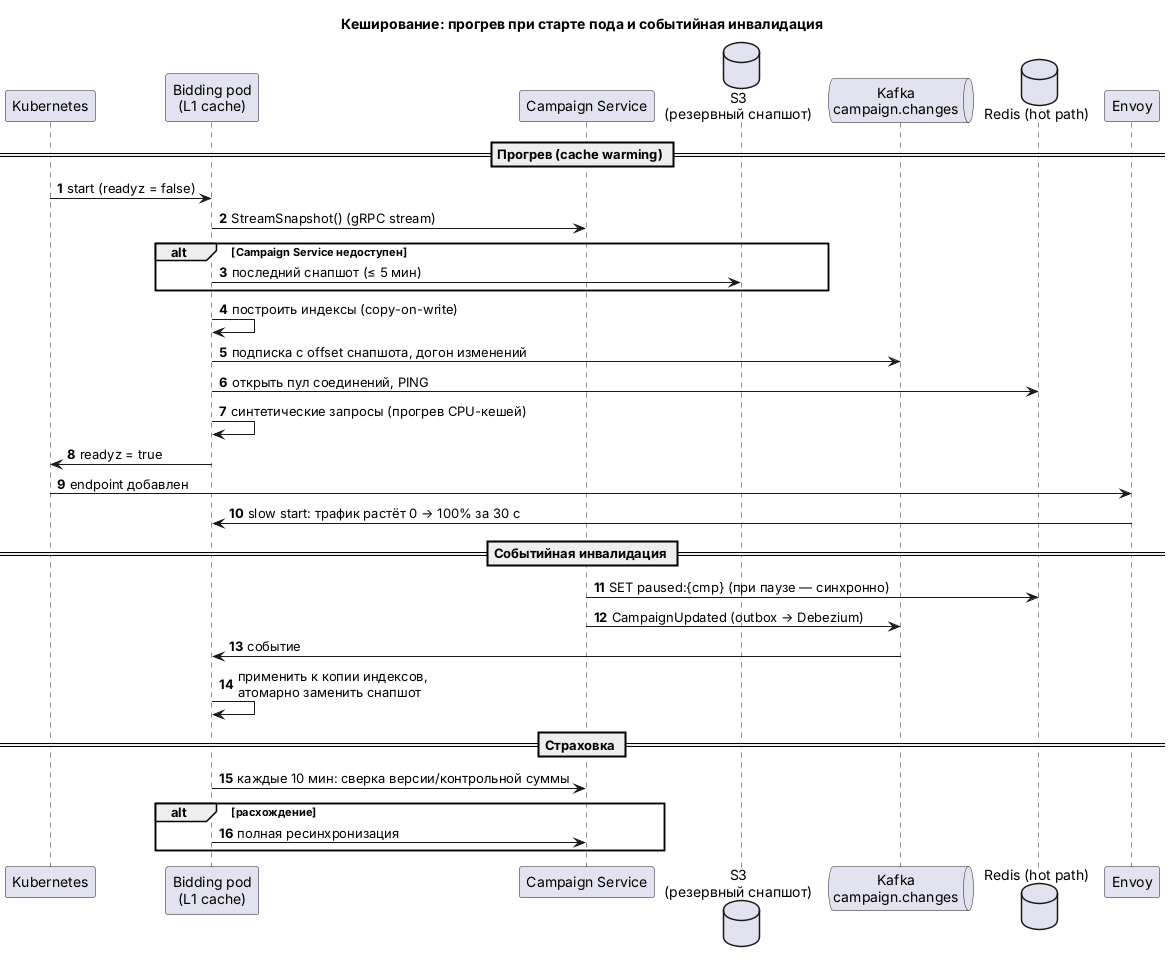 Кеширование: прогрев при старте пода и событийная инвалидация
Kubernetes
Bidding pod
(L1 cache)
Campaign Service
S3
(резервный снапшот)
Kafka
campaign.changes
Redis (hot path)
Envoy
Прогрев (cache warming)
1 start (readyz = false)
2 StreamSnapshot() (gRPC stream)
alt [Campaign Service недоступен]
3 последний снапшот (≤ 5 мин)
4 построить индексы (copy-on-write)
5 подписка с offset снапшота, догон изменений
6 открыть пул соединений, PING
7 синтетические запросы (прогрев CPU-кешей)
8 readyz = true
9 endpoint добавлен
10 slow start: трафик растёт 0 → 100% за 30 с
Событийная инвалидация
11 SET paused:{cmp} (при паузе — синхронно)
12 CampaignUpdated (outbox → Debezium)
13 событие
14 применить к копии индексов,
атомарно заменить снапшот
Страховка
15 каждые 10 мин: сверка версии/контрольной суммы
alt [расхождение]
16 полная ресинхронизация
Kubernetes
Bidding pod
(L1 cache)
Campaign Service
S3
(резервный снапшот)
Kafka
campaign.changes
Redis (hot path)
Envoy